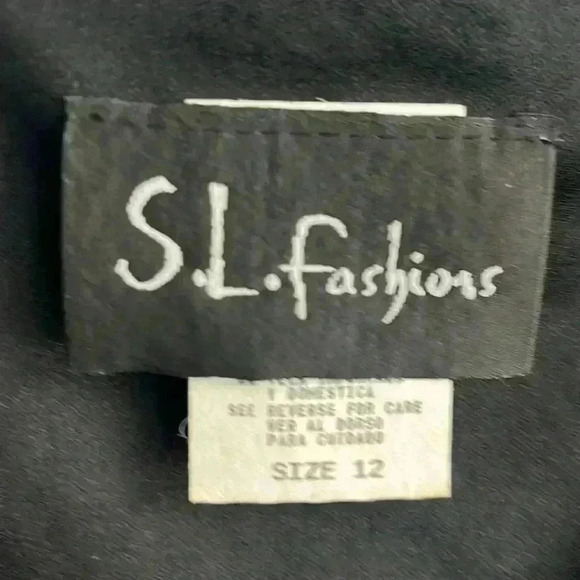 S.L. fashions
Y DOMESTICA
SEE REVERSE FOR CARE
VER AL DORSO
PARA CUIDADO
SIZE 12